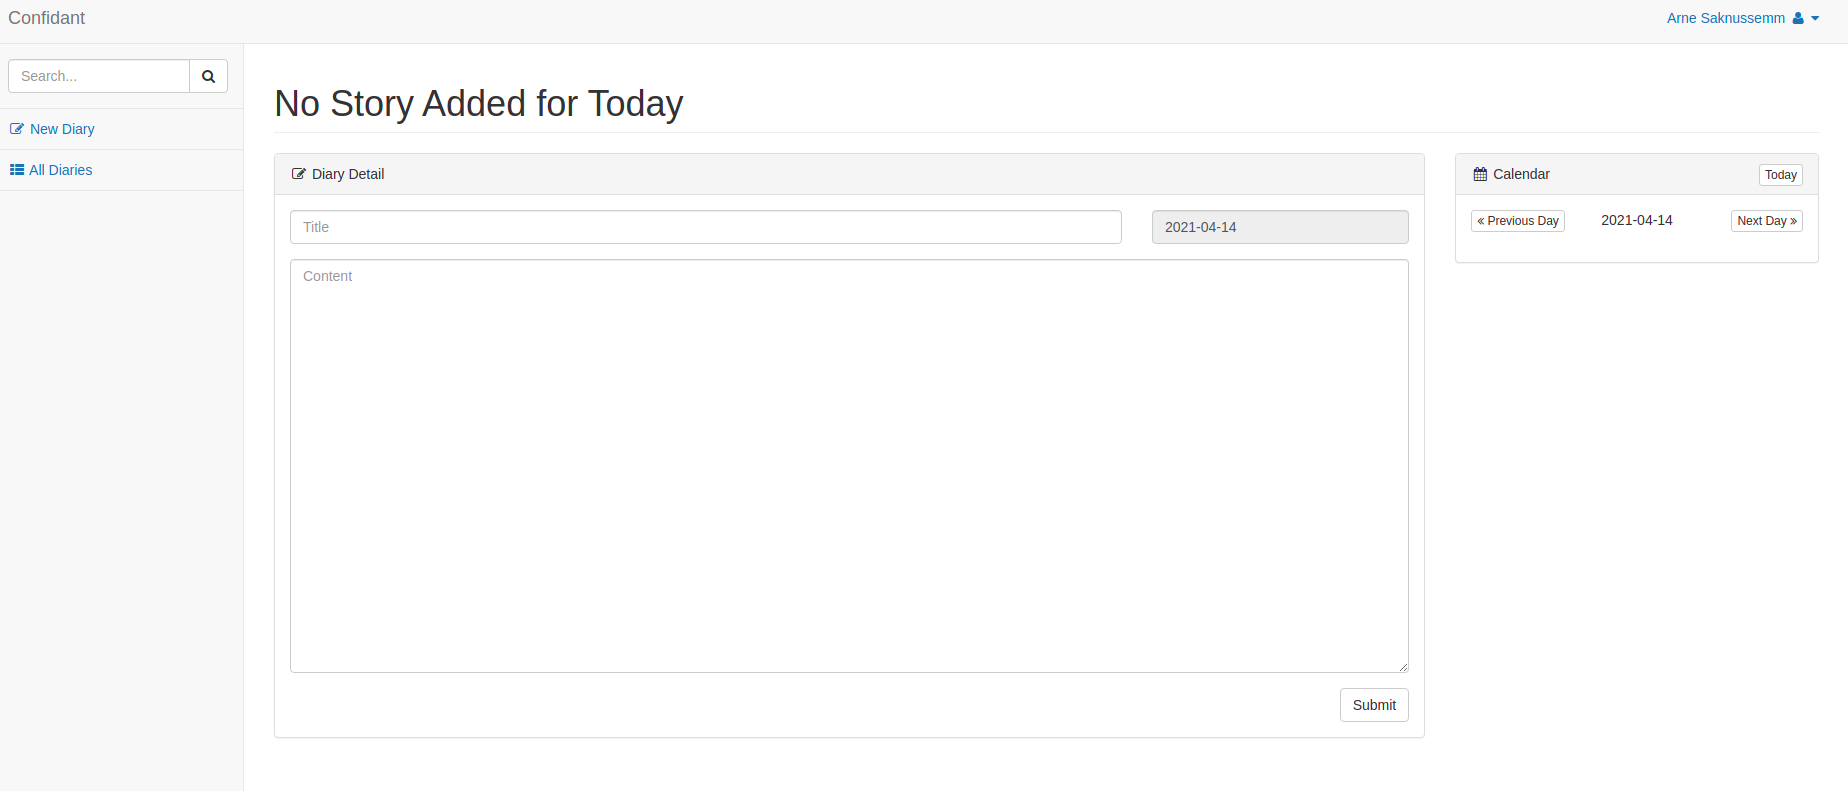 Confidant
Arne Saknussemm
Search...
New Diary
All Diaries
No Story Added for Today
Diary Detail
Title
2021-04-14
Content
Submit
Calendar
Today
« Previous Day
2021-04-14
Next Day »